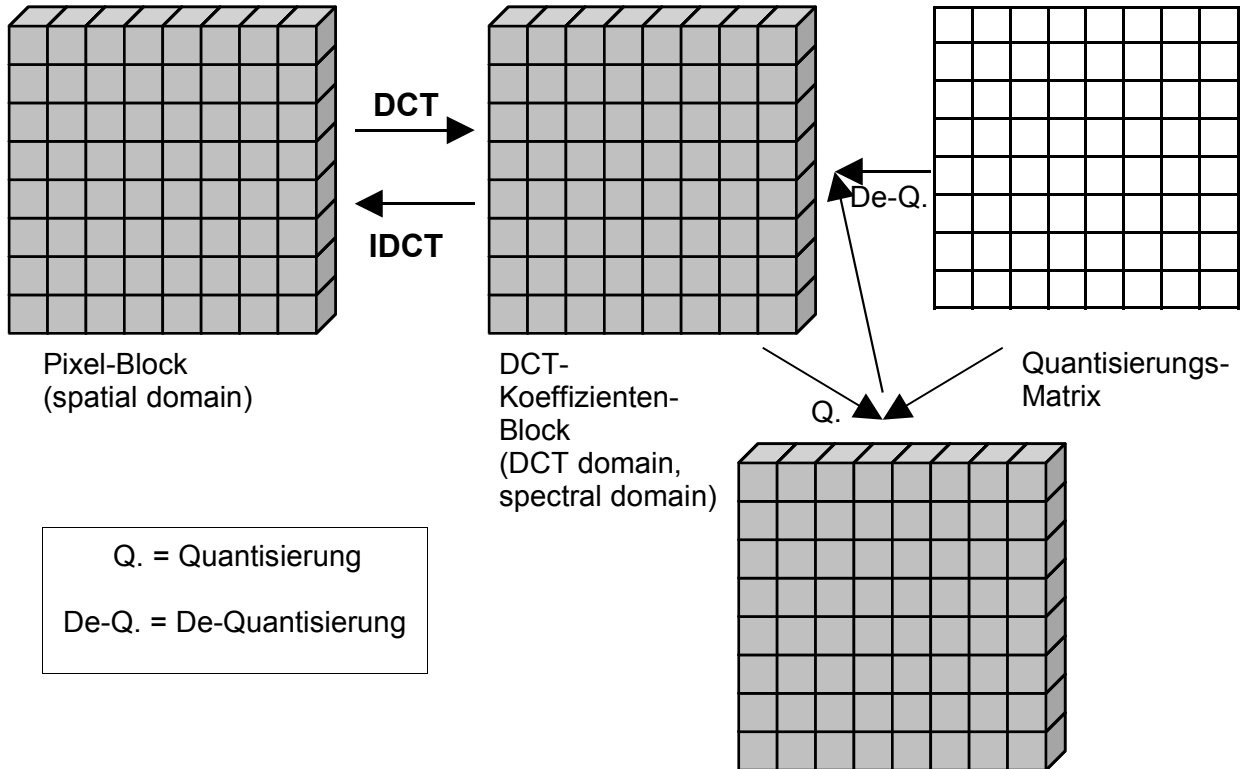 DCT
De-Q.
IDCT
Pixel-Block
(spatial domain)
DCT-
Koeffizienten-
Block
(DCT domain,
spectral domain)
Quantisierungs-
Matrix
Q.
Q. = Quantisierung
De-Q. = De-Quantisierung